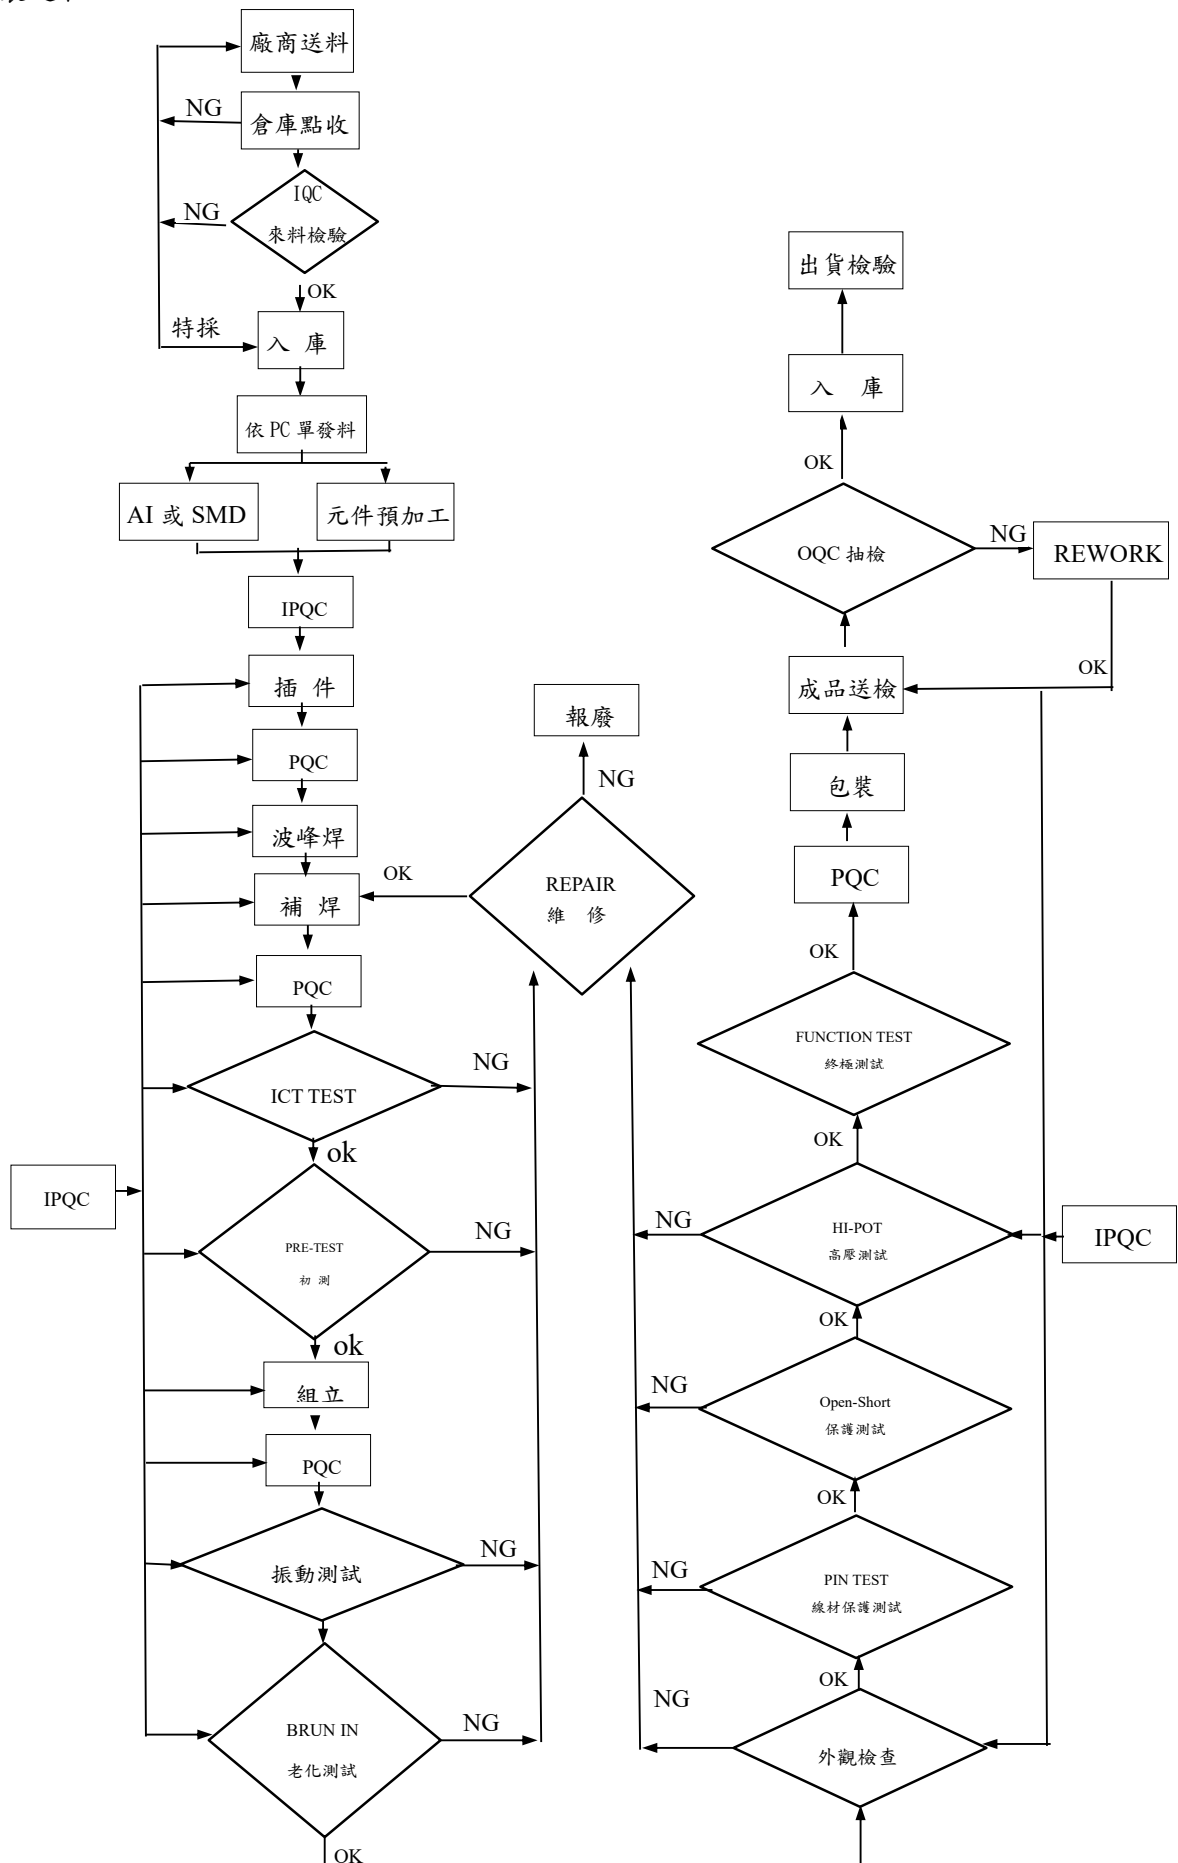 廠商送料
NG
倉庫點收
IQC
來料檢驗
NG
OK
特採
入 庫
依 PC 單發料
AI 或 SMD
元件預加工
IPQC
插 件
PQC
波峰焊
補 焊
PQC
ICT TEST
NG
ok
IPQC
PRE-TEST
初 測
NG
ok
組立
PQC
振動測試
NG
BRUN IN
老化測試
NG
OK
報廢
NG
REPAIR
維 修
OK
出貨檢驗
入 庫
OK
OQC 抽檢
NG
REWORK
OK
成品送檢
包裝
PQC
OK
FUNCTION TEST
終極測試
OK
HI-POT
高壓測試
NG
IPQC
OK
Open-Short
保護測試
NG
OK
PIN TEST
線材保護測試
NG
OK
外觀檢查
NG